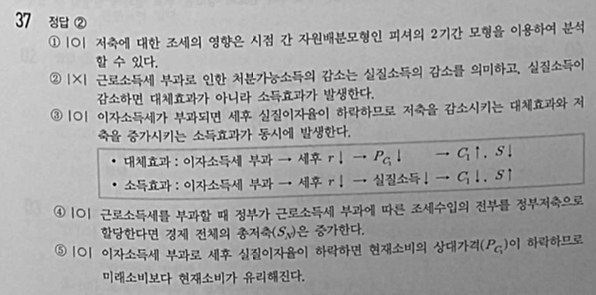 37 정답 ②
① |O| 저축에 대한 조세의 영향은 시점 간 자원배분모형인 피셔의 2기간 모형을 이용하여 분석
할 수 있다.
② |×| 근로소득세 부과로 인한 처분가능소득의 감소는 실질소득의 감소를 의미하고, 실질소득이
감소하면 대체효과가 아니라 소득효과가 발생한다.
③ |O| 이자소득세가 부과되면 세후 실질이자율이 하락하므로 저축을 감소시키는 대체효과와 저
축을 증가시키는 소득효과가 동시에 발생한다.
• 대체효과 : 이자소득세 부과 → 세후 r↓ → P_{C₁}↓ → C₁↑, S↓
• 소득효과 : 이자소득세 부과 → 세후 r↓ → 실질소득↓ → C₁↓, S↑
④ |O| 근로소득세를 부과할 때 정부가 근로소득세 부과에 따른 조세수입의 전부를 정부저축으로
할당한다면 경제 전체의 총저축(S_N)은 증가한다.
⑤ |O| 이자소득세 부과로 세후 실질이자율이 하락하면 현재소비의 상대가격(P_{C₁})이 하락하므로
미래소비보다 현재소비가 유리해진다.